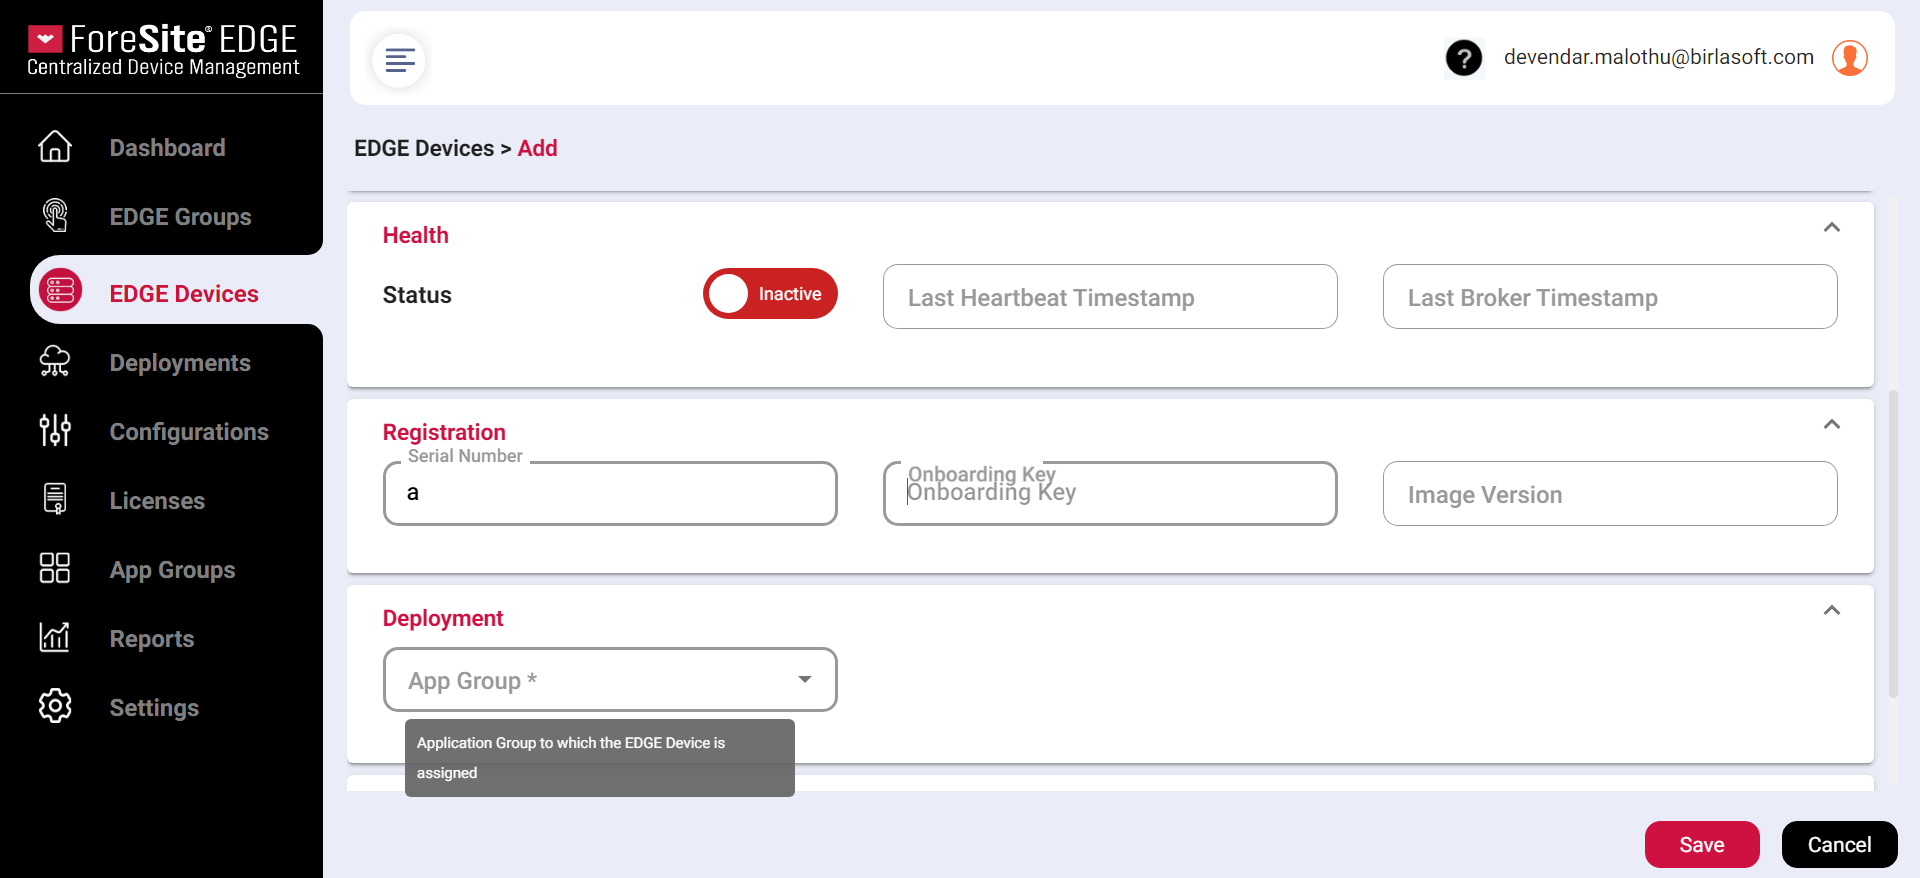 ForeSite® EDGE
Centralized Device Management
Dashboard
EDGE Groups
EDGE Devices
Deployments
Configurations
Licenses
App Groups
Reports
Settings
?
devendar.malothu@birlasoft.com
EDGE Devices > Add
Health
Status
Inactive
Last Heartbeat Timestamp
Last Broker Timestamp
Registration
Serial Number
a
Onboarding Key
Onboarding Key
Image Version
Deployment
App Group *
Application Group to which the EDGE Device is
assigned
Save
Cancel